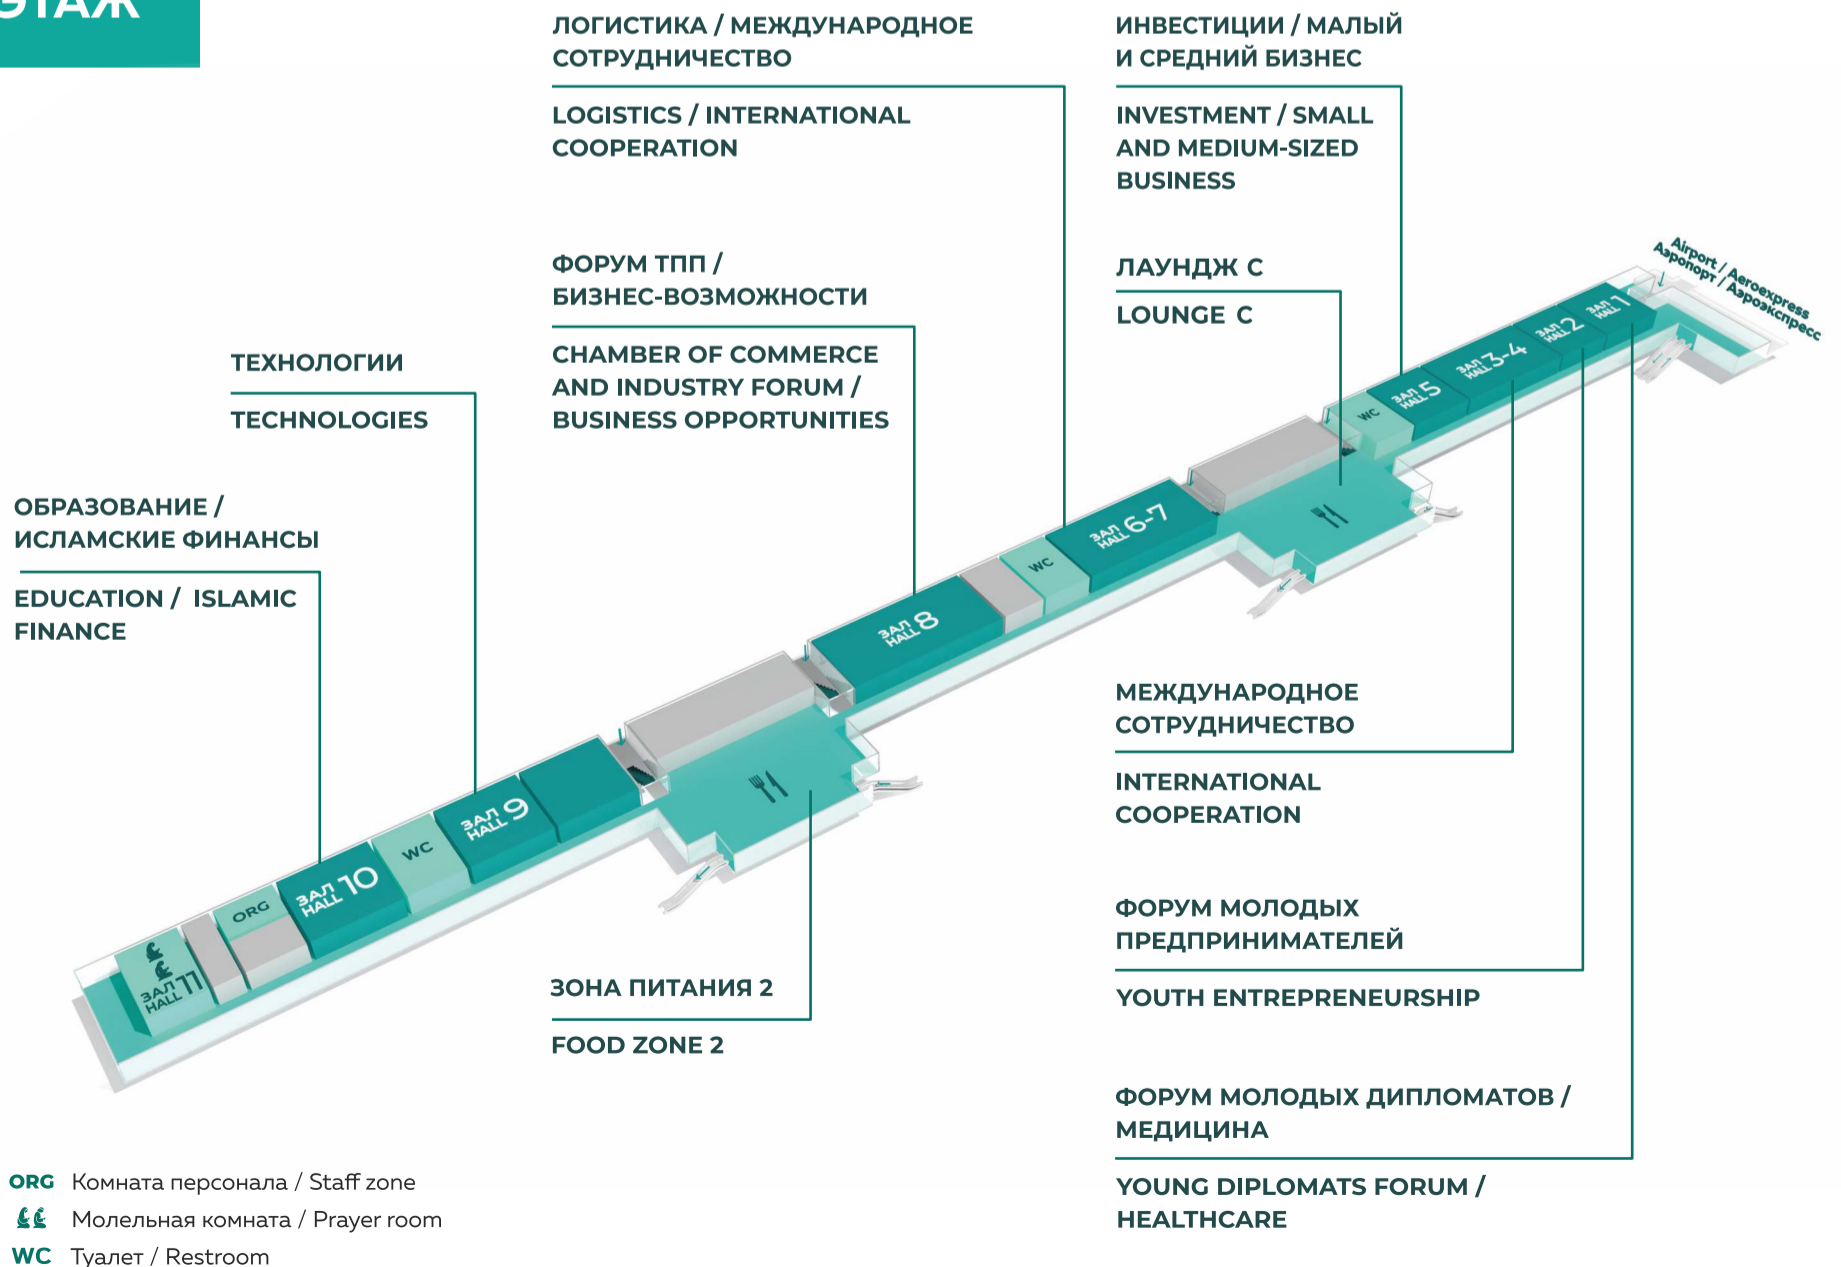 ЭТАЖ
ЛОГИСТИКА / МЕЖДУНАРОДНОЕ
СОТРУДНИЧЕСТВО
LOGISTICS / INTERNATIONAL
COOPERATION
ИНВЕСТИЦИИ / МАЛЫЙ
И СРЕДНИЙ БИЗНЕС
INVESTMENT / SMALL
AND MEDIUM-SIZED
BUSINESS
ФОРУМ ТПП /
БИЗНЕС-ВОЗМОЖНОСТИ
CHAMBER OF COMMERCE
AND INDUSTRY FORUM /
BUSINESS OPPORTUNITIES
ЛАУНДЖ С
LOUNGE C
Airport / Aeroexpress
Аэропорт / Аэроэкспресс
ТЕХНОЛОГИИ
TECHNOLOGIES
ОБРАЗОВАНИЕ /
ИСЛАМСКИЕ ФИНАНСЫ
EDUCATION / ISLAMIC
FINANCE
ЗАЛ
HALL 1
ЗАЛ
HALL 2
ЗАЛ
HALL 3-4
ЗАЛ
HALL 5
WC
ЗАЛ
HALL 6-7
WC
ЗАЛ
HALL 8
ЗАЛ
HALL 9
WC
ЗАЛ
HALL 10
ORG
ЗАЛ
HALL 11
МЕЖДУНАРОДНОЕ
СОТРУДНИЧЕСТВО
INTERNATIONAL
COOPERATION
ФОРУМ МОЛОДЫХ
ПРЕДПРИНИМАТЕЛЕЙ
YOUTH ENTREPRENEURSHIP
ЗОНА ПИТАНИЯ 2
FOOD ZONE 2
ФОРУМ МОЛОДЫХ ДИПЛОМАТОВ /
МЕДИЦИНА
YOUNG DIPLOMATS FORUM /
HEALTHCARE
ORG Комната персонала / Staff zone
Молельная комната / Prayer room
WC Туалет / Restroom